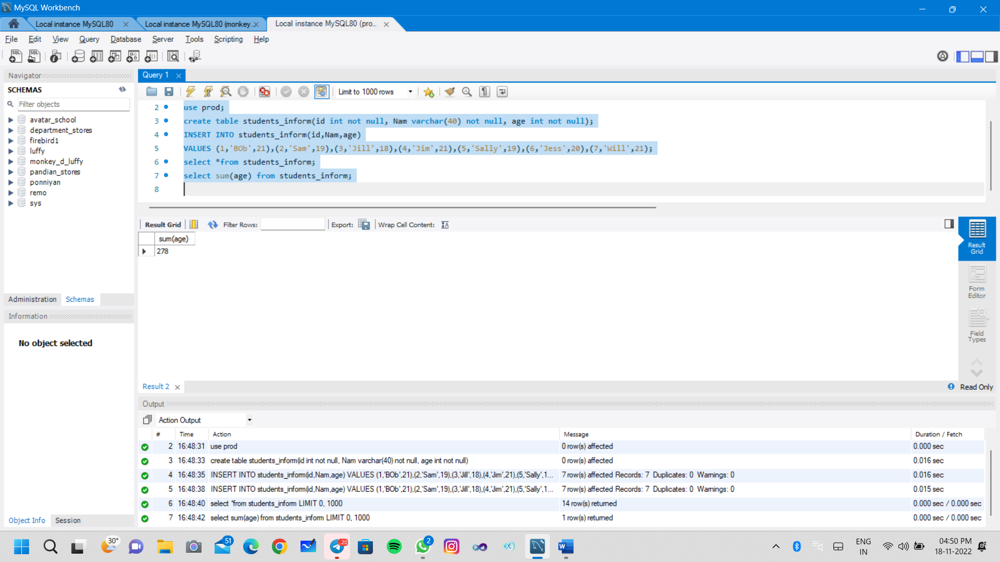 MySQL Workbench
Local instance MySQL80
Local instance MySQL80 (monkey...
Local instance MySQL80 (pro...
File Edit View Query Database Server Tools Scripting Help
Navigator
SCHEMAS
Filter objects
avatar_school
department_stores
firebird1
luffy
monkey_d_luffy
pandian_stores
ponniyan
remo
sys
Administration Schemas
Information
No object selected
Object Info Session
Query 1
Limit to 1000 rows
2 use prod;
3 create table students_inform(id int not null, Nam varchar(40) not null, age int not null);
4 INSERT INTO students_inform(id,Nam,age)
5 VALUES (1,'BOb',21),(2,'Sam',19),(3,'Jill',18),(4,'Jim',21),(5,'Sally',19),(6,'Jess',20),(7,'Will',21);
6 select *from students_inform;
7 select sum(age) from students_inform;
8
Result Grid Filter Rows: Export: Wrap Cell Content:
sum(age)
278
Result
Grid
Form
Editor
Field
Types
Result 2
Read Only
Output
Action Output
# Time Action Message Duration / Fetch
2 16:48:31 use prod 0 row(s) affected 0.000 sec
3 16:48:33 create table students_inform(id int not null, Nam varchar(40) not null, age int not null) 0 row(s) affected 0.016 sec
4 16:48:35 INSERT INTO students_inform(id,Nam,age) VALUES (1,'BOb',21),(2,'Sam',19),(3,'Jill',18),(4,'Jim',21),(5,'Sally',1... 7 row(s) affected Records: 7 Duplicates: 0 Warnings: 0 0.016 sec
5 16:48:38 INSERT INTO students_inform(id,Nam,age) VALUES (1,'BOb',21),(2,'Sam',19),(3,'Jill',18),(4,'Jim',21),(5,'Sally',1... 7 row(s) affected Records: 7 Duplicates: 0 Warnings: 0 0.015 sec
6 16:48:40 select *from students_inform LIMIT 0, 1000 14 row(s) returned 0.000 sec / 0.000 sec
7 16:48:42 select sum(age) from students_inform LIMIT 0, 1000 1 row(s) returned 0.000 sec / 0.000 sec
30°
51
..20
2
ENG
IN
04:50 PM
18-11-2022